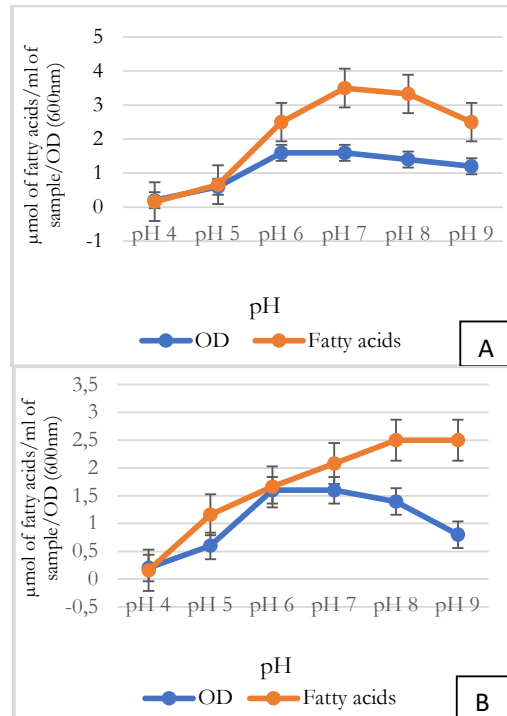 µmol of fatty acids/ml of
sample/OD (600nm)
5
4
3
2
1
0
-1
pH 4 pH 5 pH 6 pH 7 pH 8 pH 9
pH
OD Fatty acids
A
µmol of fatty acids/ml of
sample/OD (600nm)
3,5
3
2,5
2
1,5
1
0,5
0
-0,5
pH 4 pH 5 pH 6 pH 7 pH 8 pH 9
pH
OD Fatty acids
B